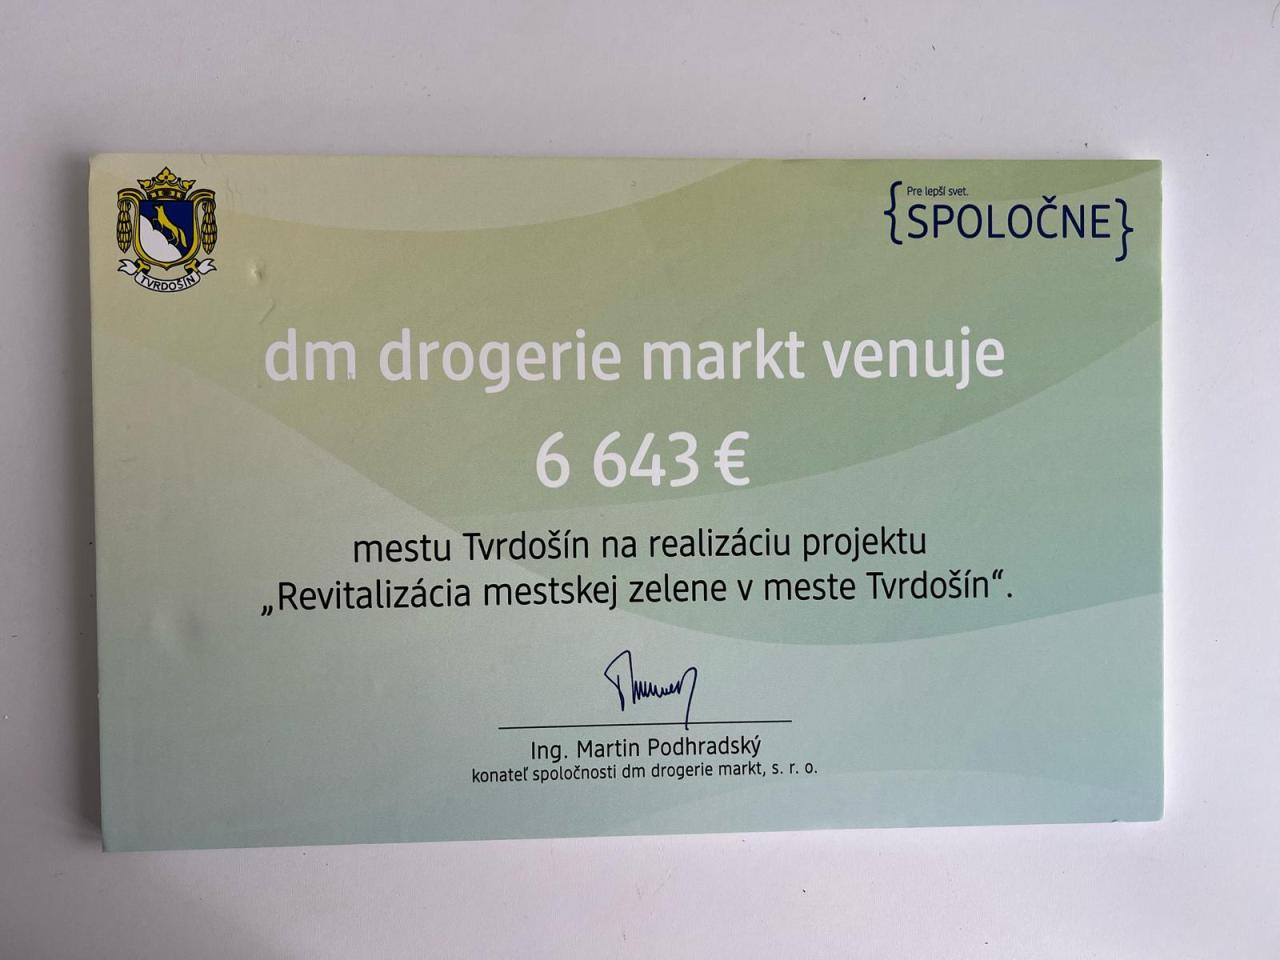 TVRDOŠÍN
Pre lepší svet.
{SPOLOČNE}
dm drogerie markt venuje
6 643 €
mestu Tvrdošín na realizáciu projektu
„Revitalizácia mestskej zelene v meste Tvrdošín“.
Ing. Martin Podhradský
konateľ spoločnosti dm drogerie markt, s. r. o.